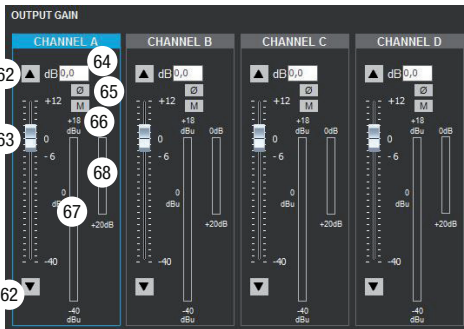 OUTPUT GAIN
CHANNEL A CHANNEL B CHANNEL C CHANNEL D
62 ▲ dB 0,0 64 ▲ dB 0,0 ▲ dB 0,0 ▲ dB 0,0
Ø 65 Ø Ø Ø
+12 M +12 M +12 M +12 M
66
+18 +18 +18 +18
dBu dBu 0dB dBu 0dB dBu 0dB
63 0 0 0 0
- 6 - 6 - 6 - 6
68
0 0 0 0
dBu dBu dBu dBu
67
+20dB +20dB +20dB +20dB
-40 -40 -40 -40
62 ▼ ▼ ▼ ▼
-40 -40 -40 -40
dBu dBu dBu dBu